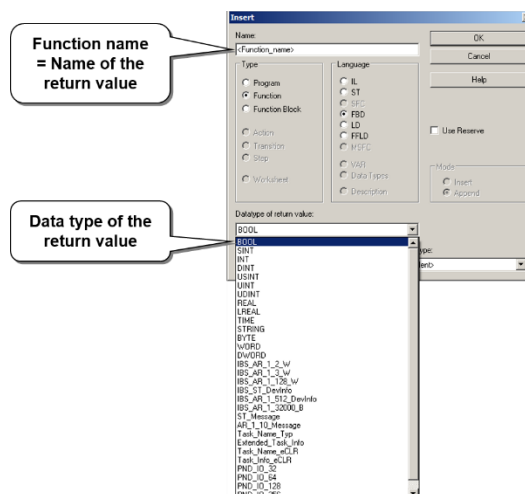 Insert
Function name
= Name of the
return value
Name:
<Function_name>
OK
Cancel
Help
Type
Program
Function
Function Block
Action
Transition
Step
Worksheet
Language
IL
ST
SFC
FBD
LD
FFLD
MSFC
VAR
Data Types
Description
Use Reserve
Mode
Insert
Append
Data type of the
return value
Datatype of return value:
BOOL
BOOL
SINT
INT
DINT
USINT
UINT
UDINT
REAL
LREAL
TIME
STRING
BYTE
WORD
DWORD
IBS_AR_1_2_W
IBS_AR_1_3_W
IBS_AR_1_128_W
IBS_ST_DevInfo
IBS_AR_1_512_DevInfo
IBS_AR_1_32000_B
ST_Message
AR_1_10_Message
Task_Name_Typ
Extended_Task_Info
Task_Name_eCLR
Task_Info_eCLR
PND_IO_32
PND_IO_64
PND_IO_128
PND_IO_256
ype:
ent>